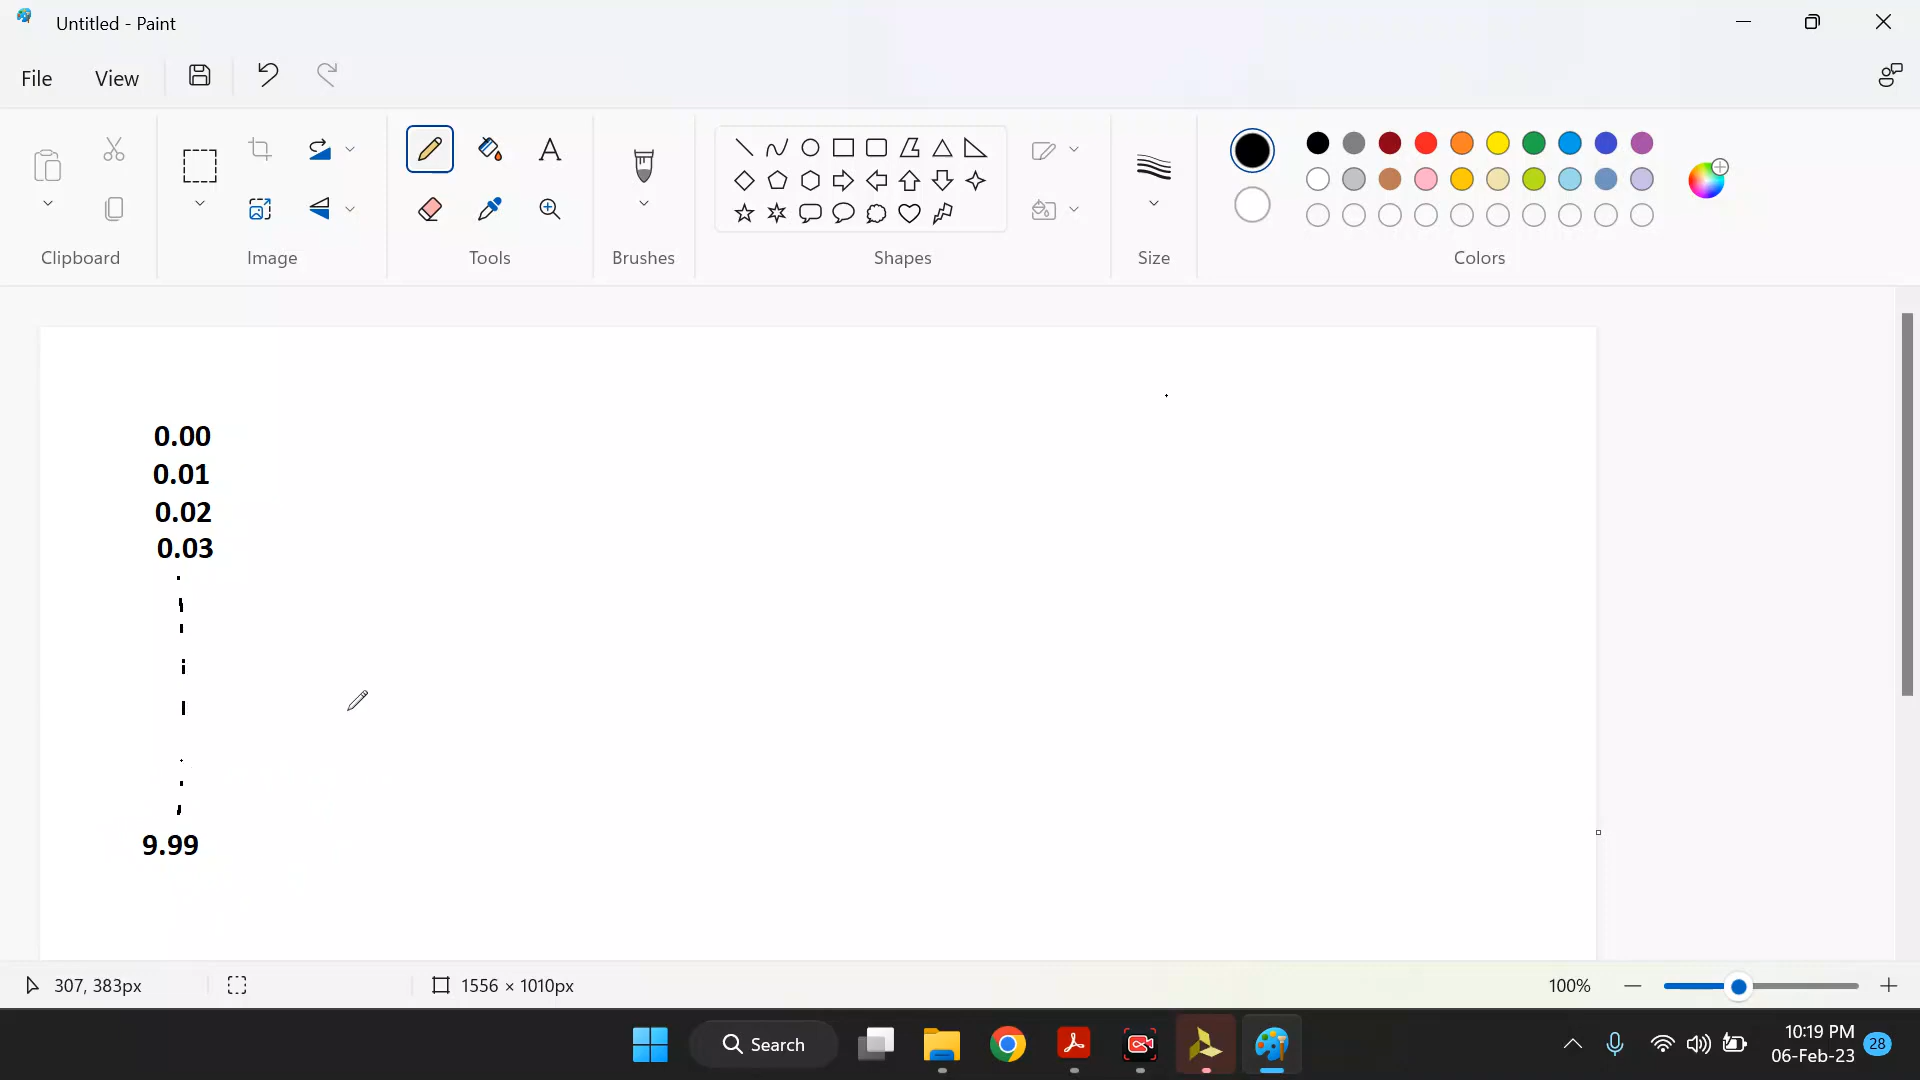 Untitled - Paint
File View
Clipboard Image Tools Brushes Shapes Size Colors
0.00
0.01
0.02
0.03
9.99
307, 383px 1556 × 1010px 100%
Search
10:19 PM
06-Feb-23 28